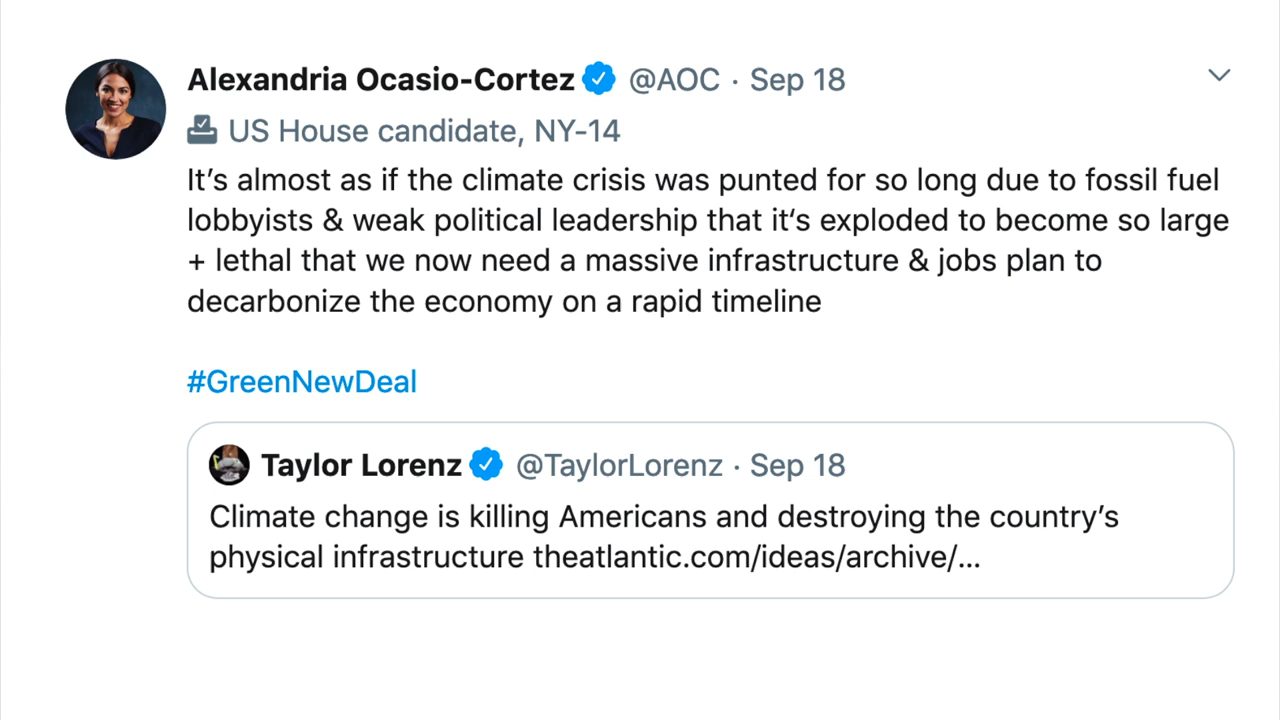 Alexandria Ocasio-Cortez @AOC · Sep 18
US House candidate, NY-14
It’s almost as if the climate crisis was punted for so long due to fossil fuel
lobbyists & weak political leadership that it‘s exploded to become so large
+ lethal that we now need a massive infrastructure & jobs plan to
decarbonize the economy on a rapid timeline
#GreenNewDeal
Taylor Lorenz @TaylorLorenz · Sep 18
Climate change is killing Americans and destroying the country’s
physical infrastructure theatlantic.com/ideas/archive/...